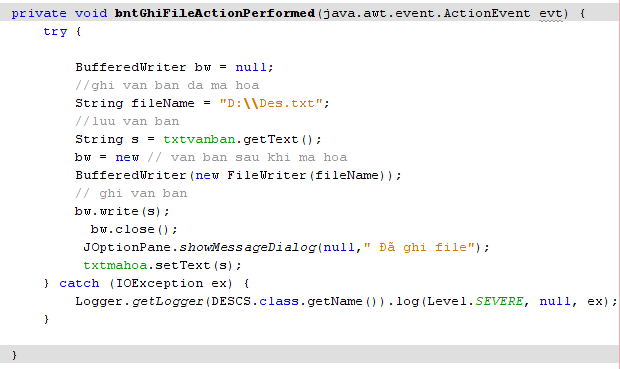 private void bntGhiFileActionPerformed(java.awt.event.ActionEvent evt) {
try {
BufferedWriter bw = null;
//ghi van ban da ma hoa
String fileName = "D:\\Des.txt";
//luu van ban
String s = txtvanban.getText();
bw = new // van ban sau khi ma hoa
BufferedWriter(new FileWriter(fileName));
// ghi van ban
bw.write(s);
bw.close();
JOptionPane.showMessageDialog(null," Đã ghi file");
txtmahoa.setText(s);
} catch (IOException ex) {
Logger.getLogger(DESCS.class.getName()).log(Level.SEVERE, null, ex);
}
}